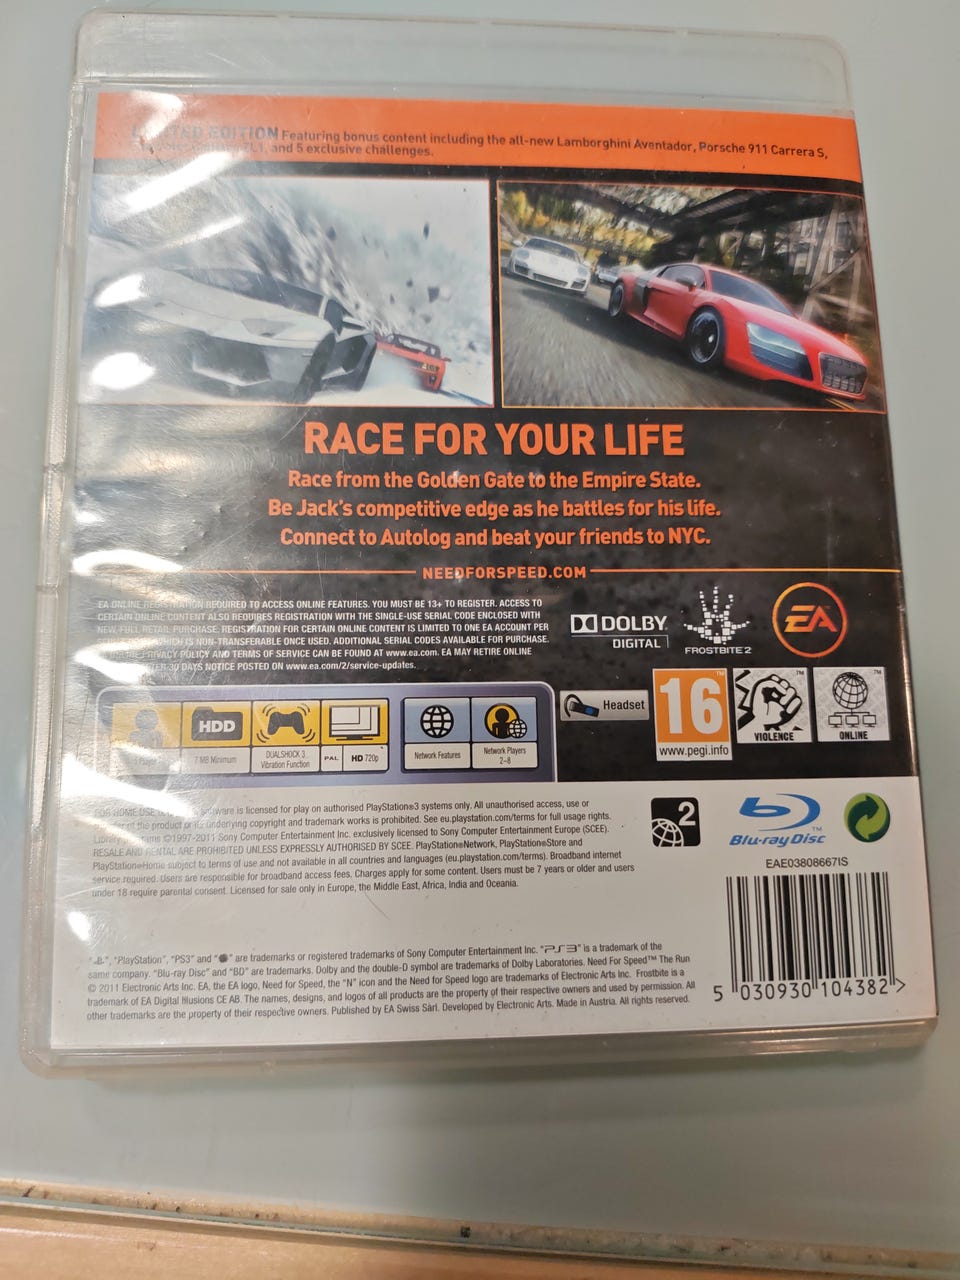 LIMITED EDITION Featuring bonus content including the all-new Lamborghini Aventador, Porsche 911 Carrera S,
ZL1, and 5 exclusive challenges.
RACE FOR YOUR LIFE
Race from the Golden Gate to the Empire State.
Be Jack's competitive edge as he battles for his life.
Connect to Autolog and beat your friends to NYC.
NEEDFORSPEED.COM
EA ONLINE REGISTRATION REQUIRED TO ACCESS ONLINE FEATURES. YOU MUST BE 13+ TO REGISTER. ACCESS TO
CERTAIN ONLINE CONTENT ALSO REQUIRES REGISTRATION WITH THE SINGLE-USE SERIAL CODE ENCLOSED WITH
NEW, FULL RETAIL PURCHASE. REGISTRATION FOR CERTAIN ONLINE CONTENT IS LIMITED TO ONE EA ACCOUNT PER
WHICH IS NON-TRANSFERABLE ONCE USED. ADDITIONAL SERIAL CODES AVAILABLE FOR PURCHASE.
PRIVACY POLICY AND TERMS OF SERVICE CAN BE FOUND AT www.ea.com. EA MAY RETIRE ONLINE
AFTER 30 DAYS NOTICE POSTED ON www.ea.com/2/service-updates.
DOLBY
DIGITAL
FROSTBITE 2
EA
HDD
1 Player
7 MB Minimum
DUALSHOCK 3
Vibration Function
PAL
HD 720p
Network Features
Network Players
2-8
Headset
16
www.pegi.info
VIOLENCE
ONLINE
FOR HOME USE software is licensed for play on authorised PlayStation®3 systems only. All unauthorised access, use or
transfer of the product or its underlying copyright and trademark works is prohibited. See eu.playstation.com/terms for full usage rights.
Library programs ©1997-2011 Sony Computer Entertainment Inc. exclusively licensed to Sony Computer Entertainment Europe (SCEE).
RESALE AND RENTAL ARE PROHIBITED UNLESS EXPRESSLY AUTHORISED BY SCEE. PlayStation®Network, PlayStation®Store and
PlayStation®Home subject to terms of use and not available in all countries and languages (eu.playstation.com/terms). Broadband internet
service required. Users are responsible for broadband access fees. Charges apply for some content. Users must be 7 years or older and users
under 18 require parental consent. Licensed for sale only in Europe, the Middle East, Africa, India and Oceania.
2
Blu-ray Disc™
EAE03808667IS
", "PlayStation", "PS3" and " " are trademarks or registered trademarks of Sony Computer Entertainment Inc. "PS3" is a trademark of the
same company. "Blu-ray Disc" and "BD" are trademarks. Dolby and the double-D symbol are trademarks of Dolby Laboratories. Need For Speed™ The Run
© 2011 Electronic Arts Inc. EA, the EA logo, Need for Speed, the "N" icon and the Need for Speed logo are trademarks of Electronic Arts Inc. Frostbite is a
trademark of EA Digital Illusions CE AB. The names, designs, and logos of all products are the property of their respective owners and used by permission. All
other trademarks are the property of their respective owners. Published by EA Swiss Sàrl. Developed by Electronic Arts. Made in Austria. All rights reserved.
5 030930 104382 >